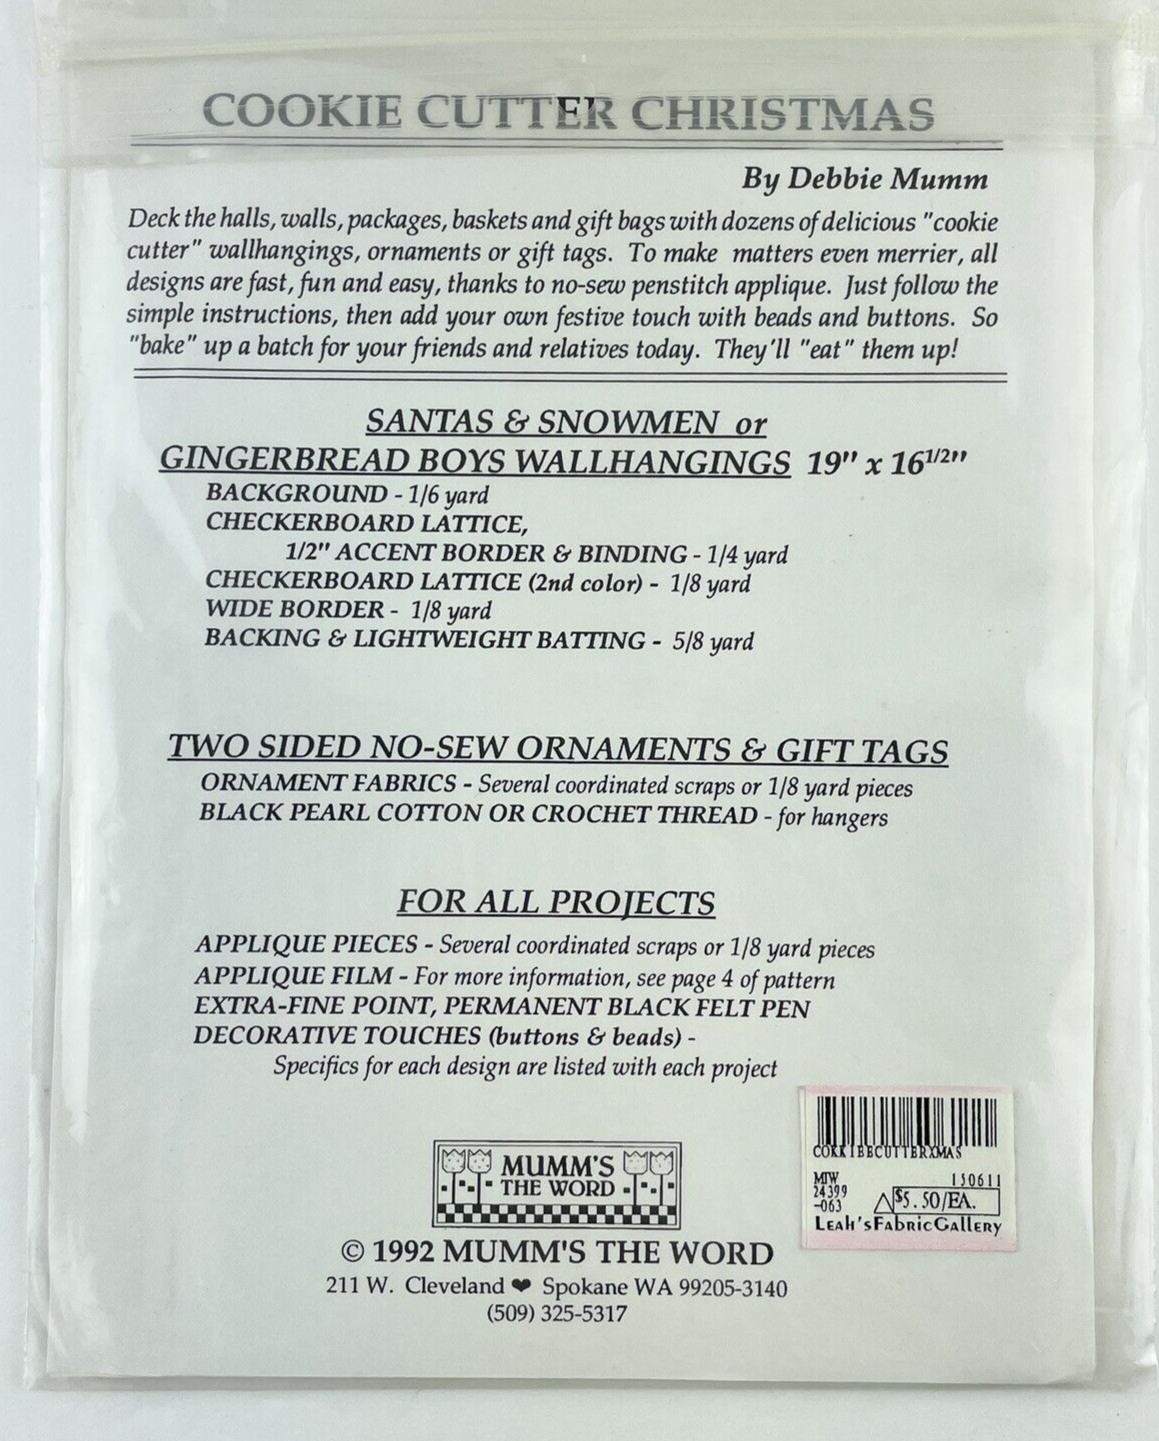 COOKIE CUTTER CHRISTMAS
By Debbie Mumm
Deck the halls, walls, packages, baskets and gift bags with dozens of delicious "cookie
cutter" wallhangings, ornaments or gift tags. To make matters even merrier, all
designs are fast, fun and easy, thanks to no-sew penstitch applique. Just follow the
simple instructions, then add your own festive touch with beads and buttons. So
"bake" up a batch for your friends and relatives today. They'll "eat" them up!
SANTAS & SNOWMEN or
GINGERBREAD BOYS WALLHANGINGS 19" x 16 1/2"
BACKGROUND - 1/6 yard
CHECKERBOARD LATTICE,
1/2" ACCENT BORDER & BINDING - 1/4 yard
CHECKERBOARD LATTICE (2nd color) - 1/8 yard
WIDE BORDER - 1/8 yard
BACKING & LIGHTWEIGHT BATTING - 5/8 yard
TWO SIDED NO-SEW ORNAMENTS & GIFT TAGS
ORNAMENT FABRICS - Several coordinated scraps or 1/8 yard pieces
BLACK PEARL COTTON OR CROCHET THREAD - for hangers
FOR ALL PROJECTS
APPLIQUE PIECES - Several coordinated scraps or 1/8 yard pieces
APPLIQUE FILM - For more information, see page 4 of pattern
EXTRA-FINE POINT, PERMANENT BLACK FELT PEN
DECORATIVE TOUCHES (buttons & beads) -
Specifics for each design are listed with each project
MUMM'S
THE WORD
© 1992 MUMM'S THE WORD
211 W. Cleveland ❤ Spokane WA 99205-3140
(509) 325-5317
MTW
24399
-063
$5.50/EA.
LEAH'S FABRIC GALLERY